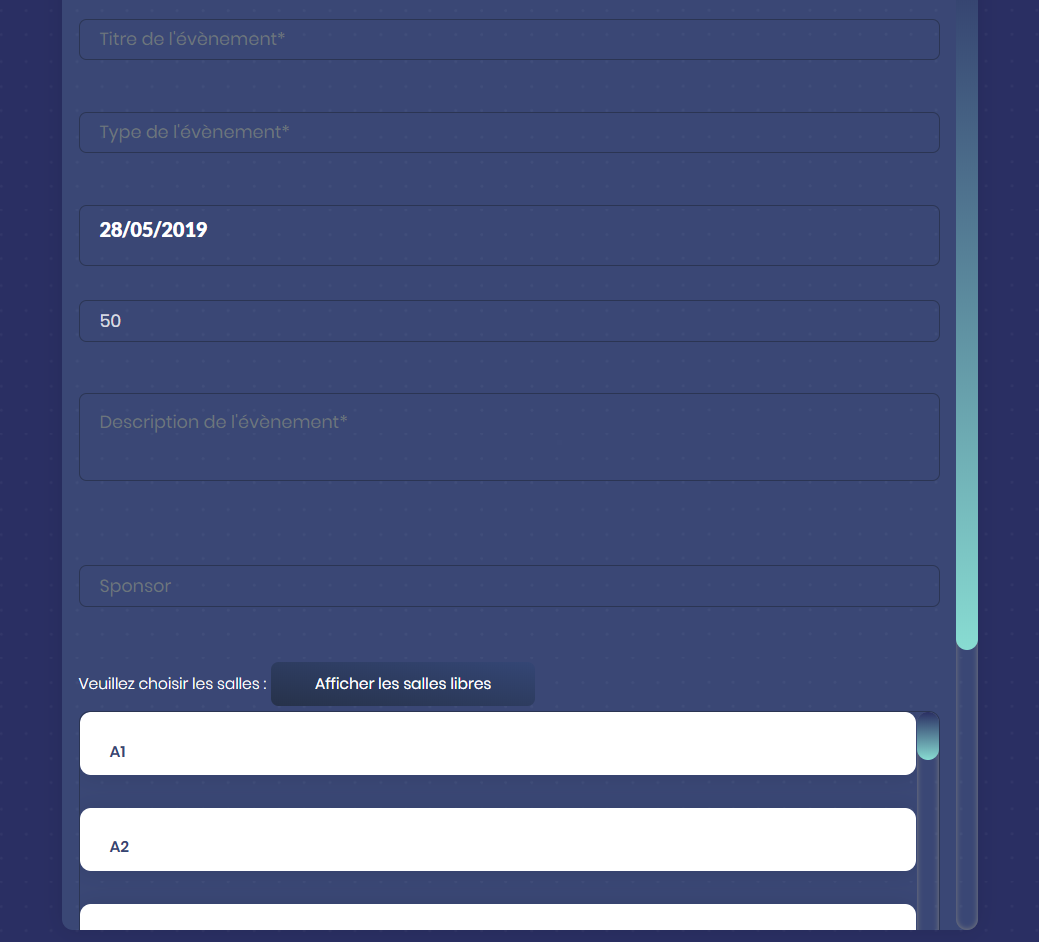 Titre de l'évènement*
Type de l'évènement*
28/05/2019
50
Description de l'évènement*
Sponsor
Veuillez choisir les salles : Afficher les salles libres
A1
A2